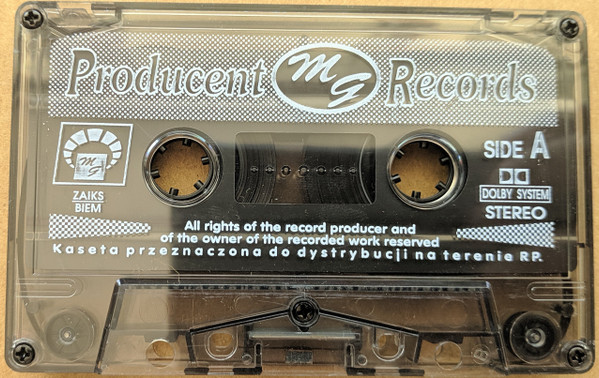 Producent MG Records
SIDE A
MG
ZAIKS
BIEM
DOLBY SYSTEM
STEREO
All rights of the record producer and
of the owner of the recorded work reserved
Kaseta przeznaczona do dystrybucji na terenie RP.